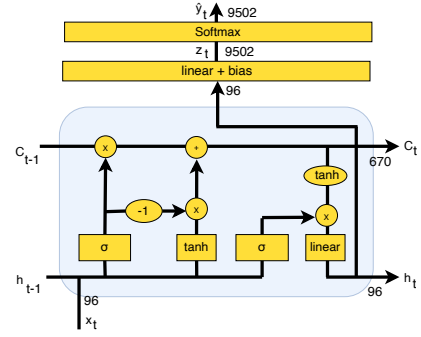 ŷt 9502
Softmax
zt 9502
linear + bias
96
Ct-1 x + Ct
670
tanh
-1 x x
σ tanh σ linear
ht-1 ht
96 96
xt